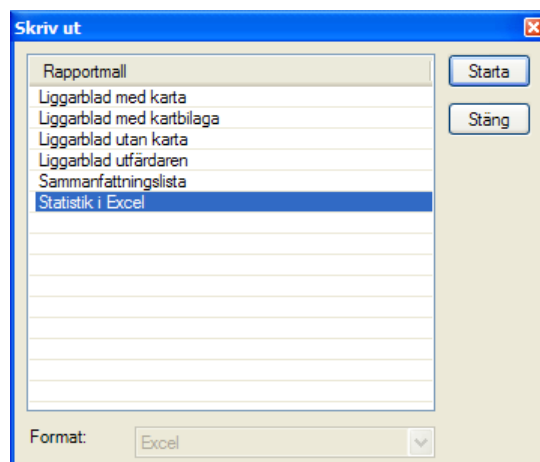 Skriv ut
Rapportmall
Starta
Liggarblad med karta
Liggarblad med kartbilaga
Stäng
Liggarblad utan karta
Liggarblad utfärdaren
Sammanfattningslista
Statistik i Excel
Format:
Excel